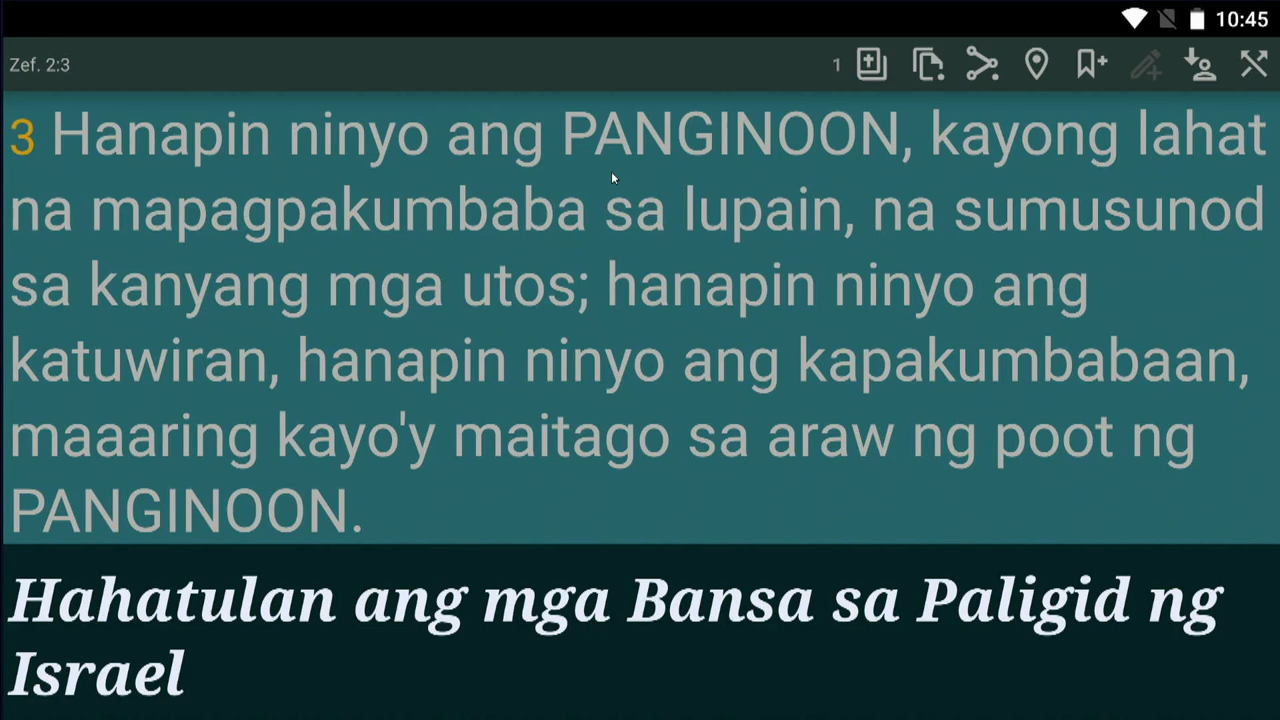 10:45
Zef. 2:3
1
3 Hanapin ninyo ang PANGINOON, kayong lahat
na mapagpakumbaba sa lupain, na sumusunod
sa kanyang mga utos; hanapin ninyo ang
katuwiran, hanapin ninyo ang kapakumbabaan,
maaaring kayo'y maitago sa araw ng poot ng
PANGINOON.
Hahatulan ang mga Bansa sa Paligid ng
Israel